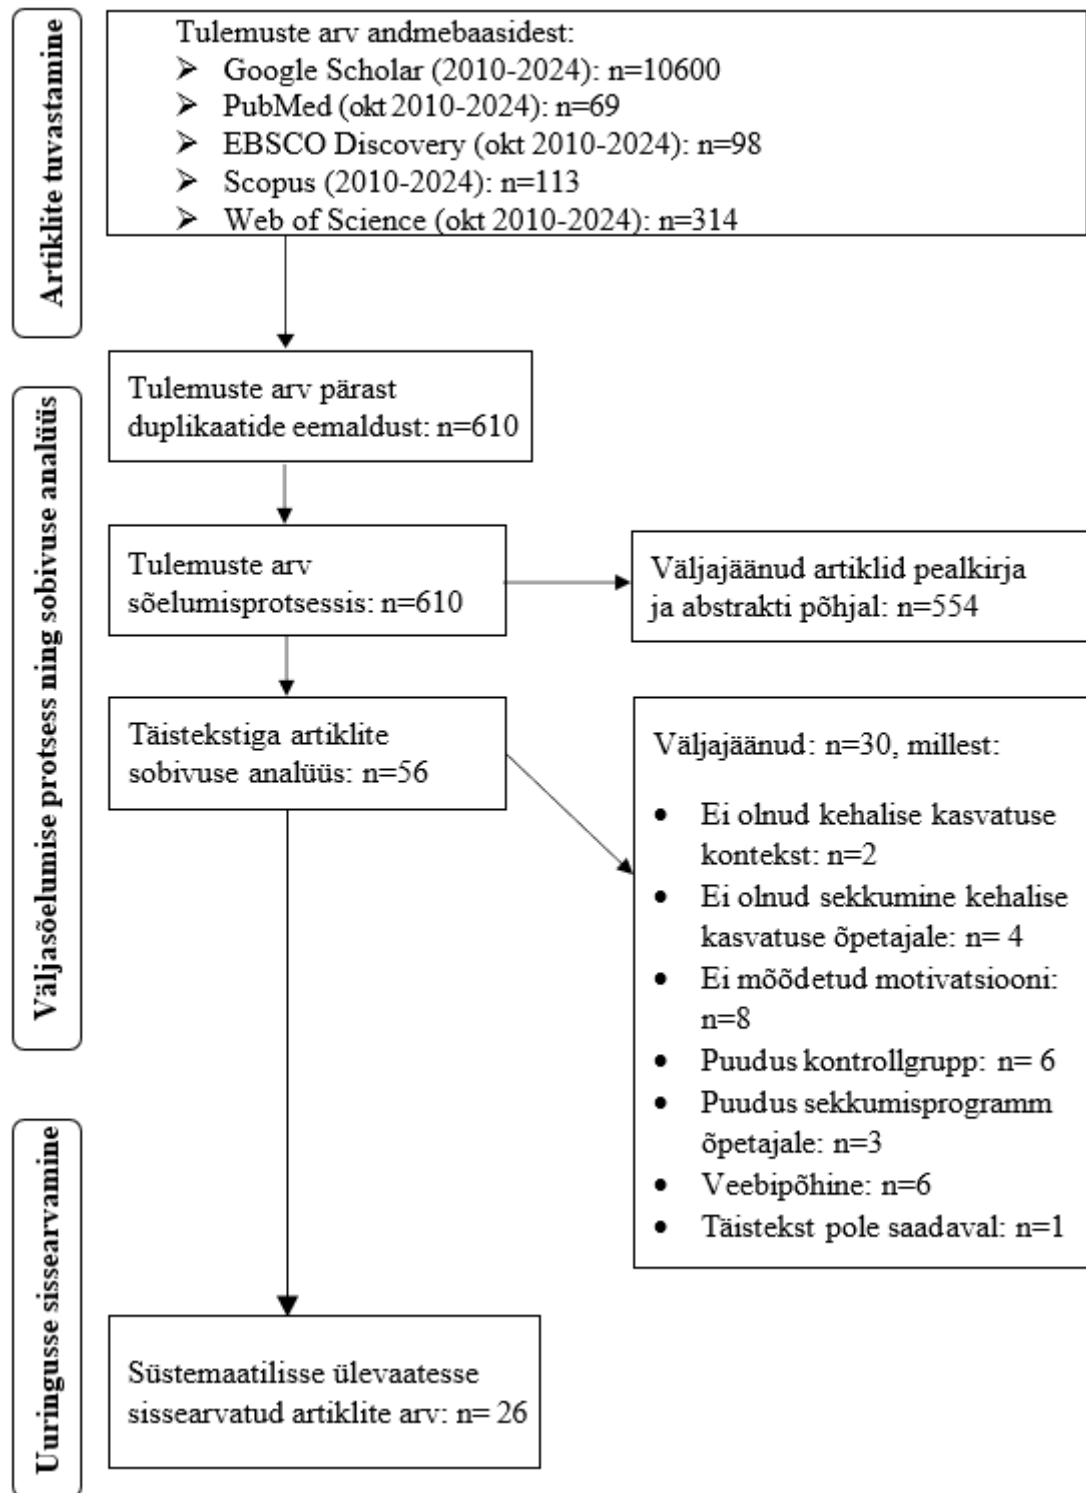 Artiklite tuvastamine
Tulemuste arv andmebaasidest:
➢ Google Scholar (2010-2024): n=10600
➢ PubMed (okt 2010-2024): n=69
➢ EBSCO Discovery (okt 2010-2024): n=98
➢ Scopus (2010-2024): n=113
➢ Web of Science (okt 2010-2024): n=314
Väljasõelumise protsess ning sobivuse analüüs
Tulemuste arv pärast
duplikaatide eemaldust: n=610
Tulemuste arv
sõelumisprotsessis: n=610
Väljajäänud artiklid pealkirja
ja abstrakti põhjal: n=554
Täistekstiga artiklite
sobivuse analüüs: n=56
Väljajäänud: n=30, millest:
• Ei olnud kehalise kasvatuse
kontekst: n=2
• Ei olnud sekkumine kehalise
kasvatuse õpetajale: n= 4
• Ei mõõdetud motivatsiooni:
n=8
• Puudus kontrollgrupp: n= 6
• Puudus sekkumisprogramm
õpetajale: n=3
• Veebipõhine: n=6
• Täistekst pole saadaval: n=1
Uuringusse sissearvamine
Süstemaatilisse ülevaatesse
sissearvatud artiklite arv: n= 26